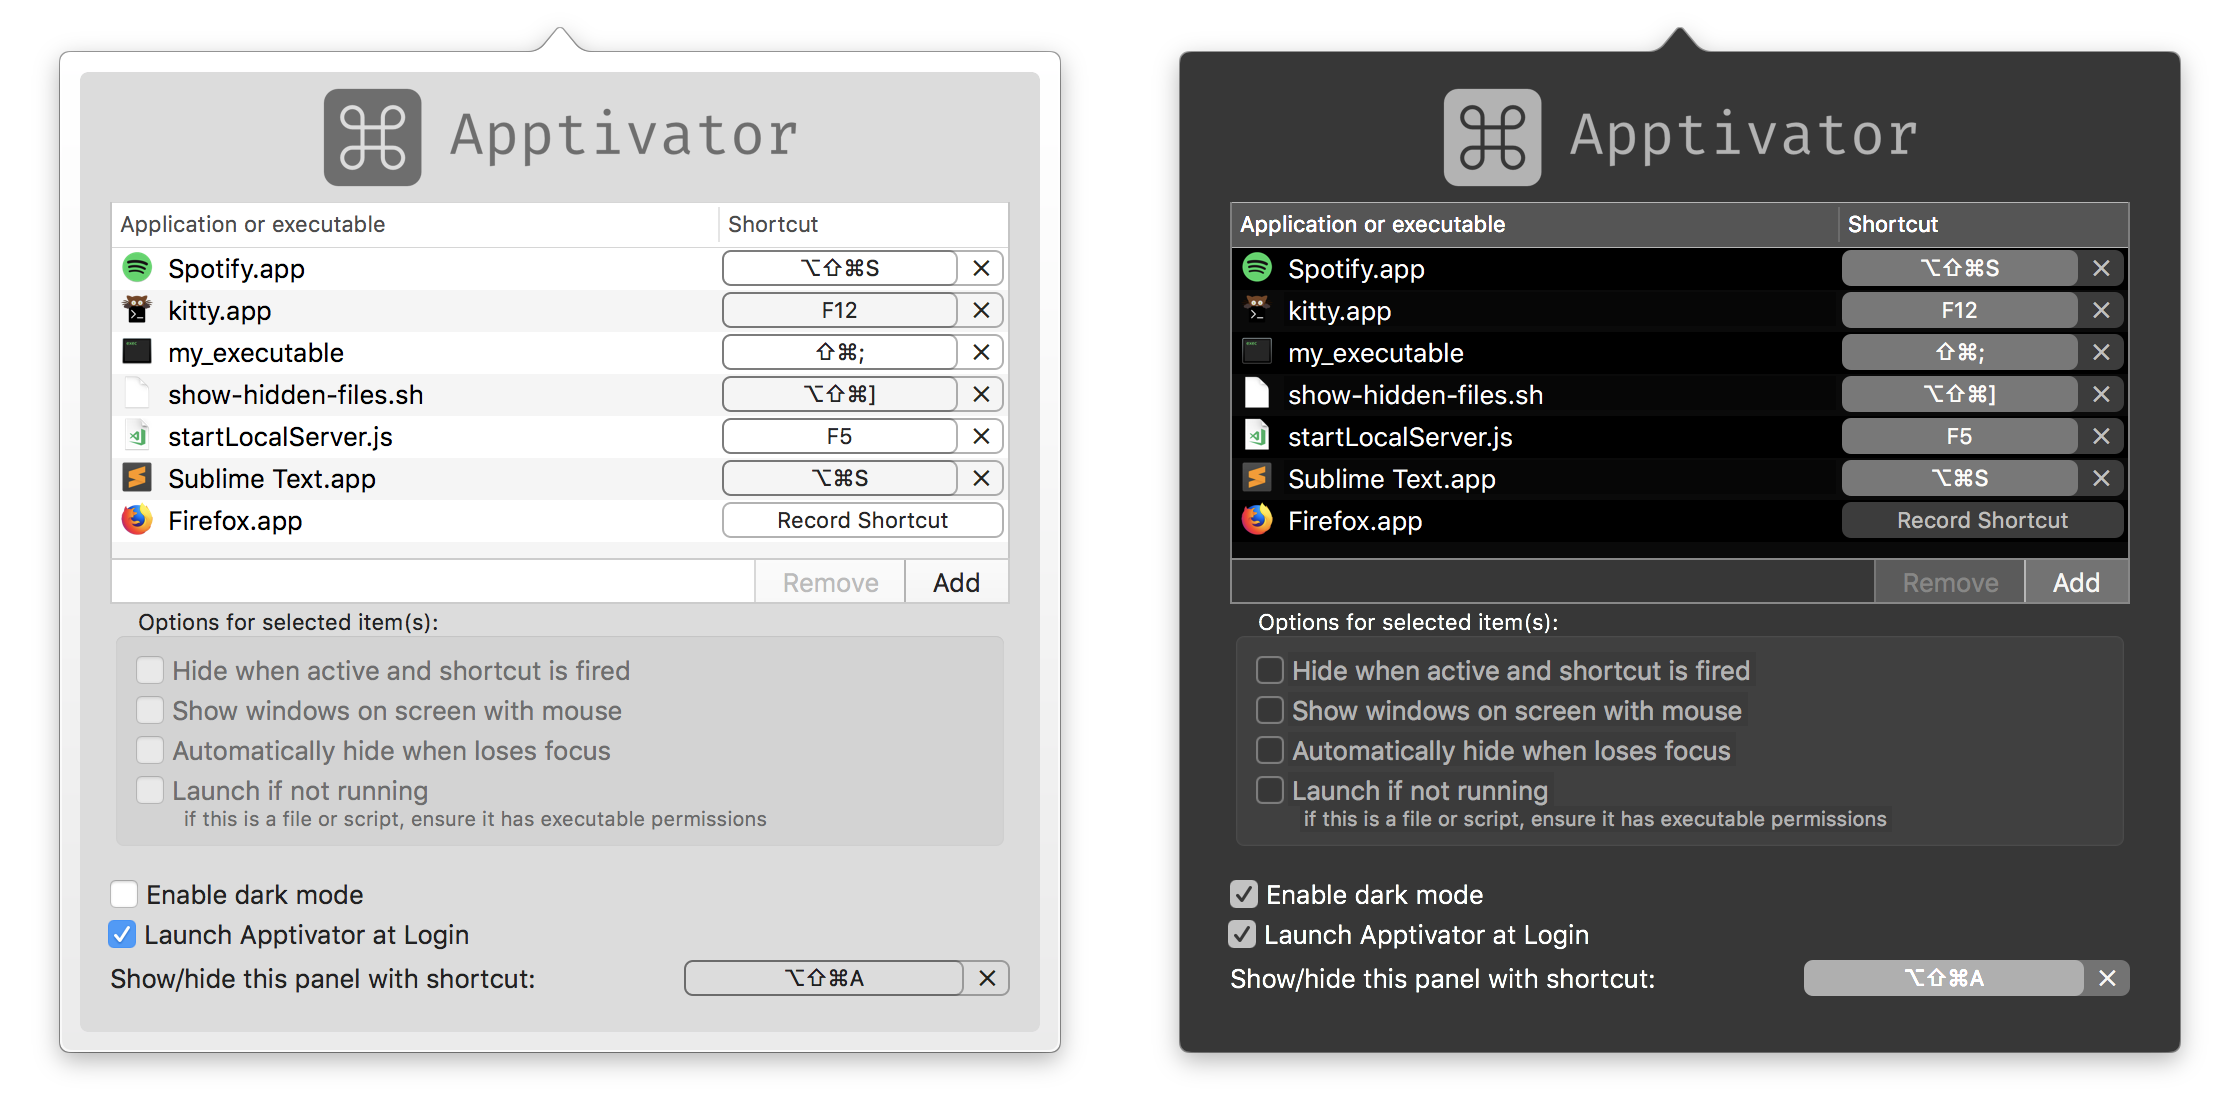 Apptivator
Application or executable Shortcut
Spotify.app ⌥⇧⌘S ×
kitty.app F12 ×
my_executable ⇧⌘; ×
show-hidden-files.sh ⌥⇧⌘] ×
startLocalServer.js F5 ×
Sublime Text.app ⌥⌘S ×
Firefox.app Record Shortcut
Remove Add
Options for selected item(s):
Hide when active and shortcut is fired
Show windows on screen with mouse
Automatically hide when loses focus
Launch if not running
if this is a file or script, ensure it has executable permissions
Enable dark mode
Launch Apptivator at Login
Show/hide this panel with shortcut: ⌥⇧⌘A ×
Apptivator
Application or executable Shortcut
Spotify.app ⌥⇧⌘S ×
kitty.app F12 ×
my_executable ⇧⌘; ×
show-hidden-files.sh ⌥⇧⌘] ×
startLocalServer.js F5 ×
Sublime Text.app ⌥⌘S ×
Firefox.app Record Shortcut
Remove Add
Options for selected item(s):
Hide when active and shortcut is fired
Show windows on screen with mouse
Automatically hide when loses focus
Launch if not running
if this is a file or script, ensure it has executable permissions
Enable dark mode
Launch Apptivator at Login
Show/hide this panel with shortcut: ⌥⇧⌘A ×